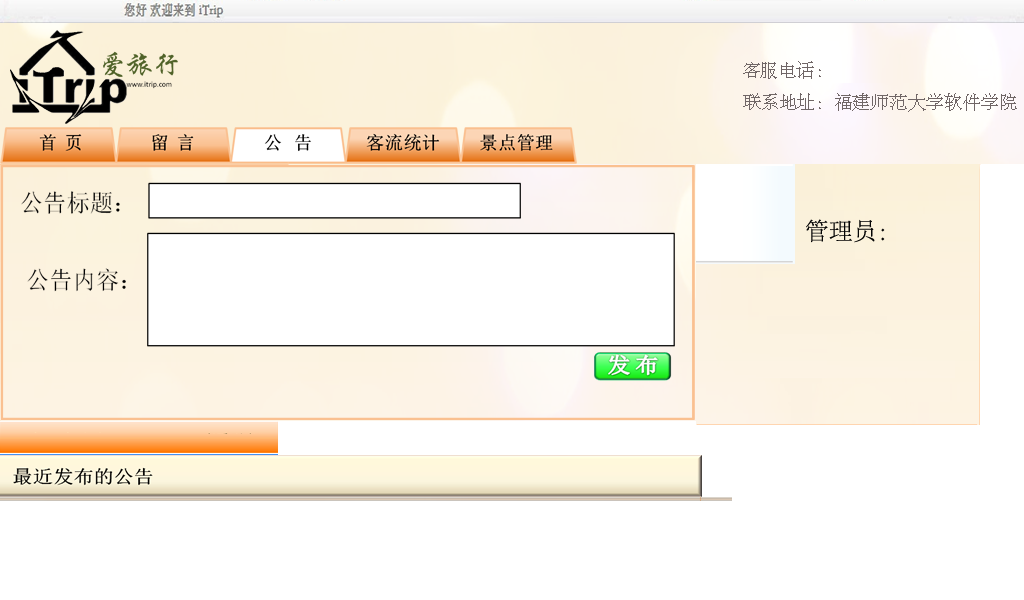 您好 欢迎来到 iTrip
iTrip 爱旅行
www.itrip.com
客服电话：
联系地址：福建师范大学软件学院
首 页 留 言 公 告 客流统计 景点管理
公告标题：
管理员：
公告内容：
发 布
最近发布的公告